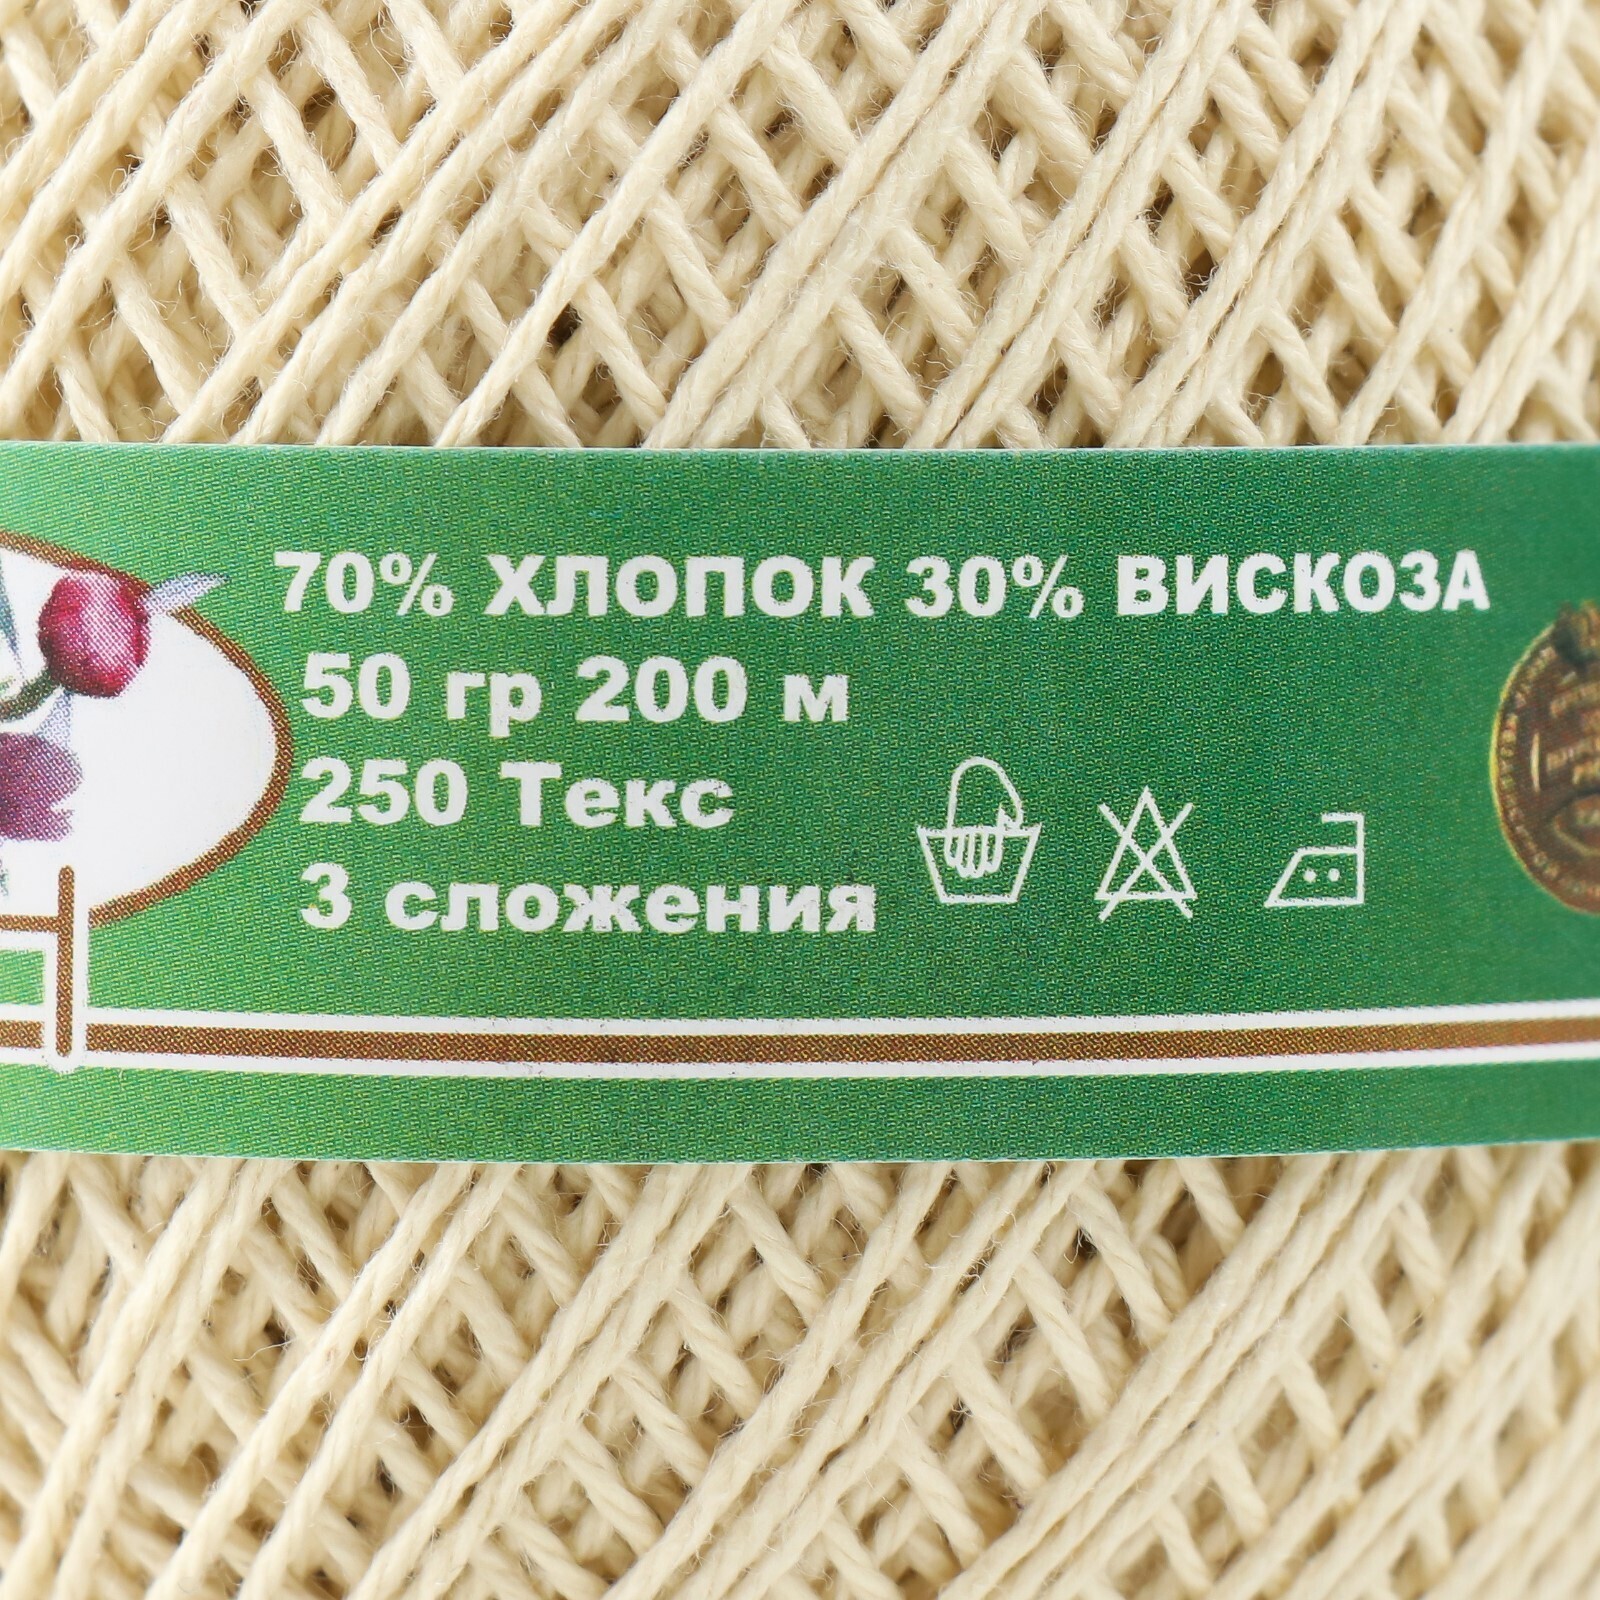 70% ХЛОПОК 30% ВИСКОЗА
50 гр 200 м
250 Текс
3 сложения